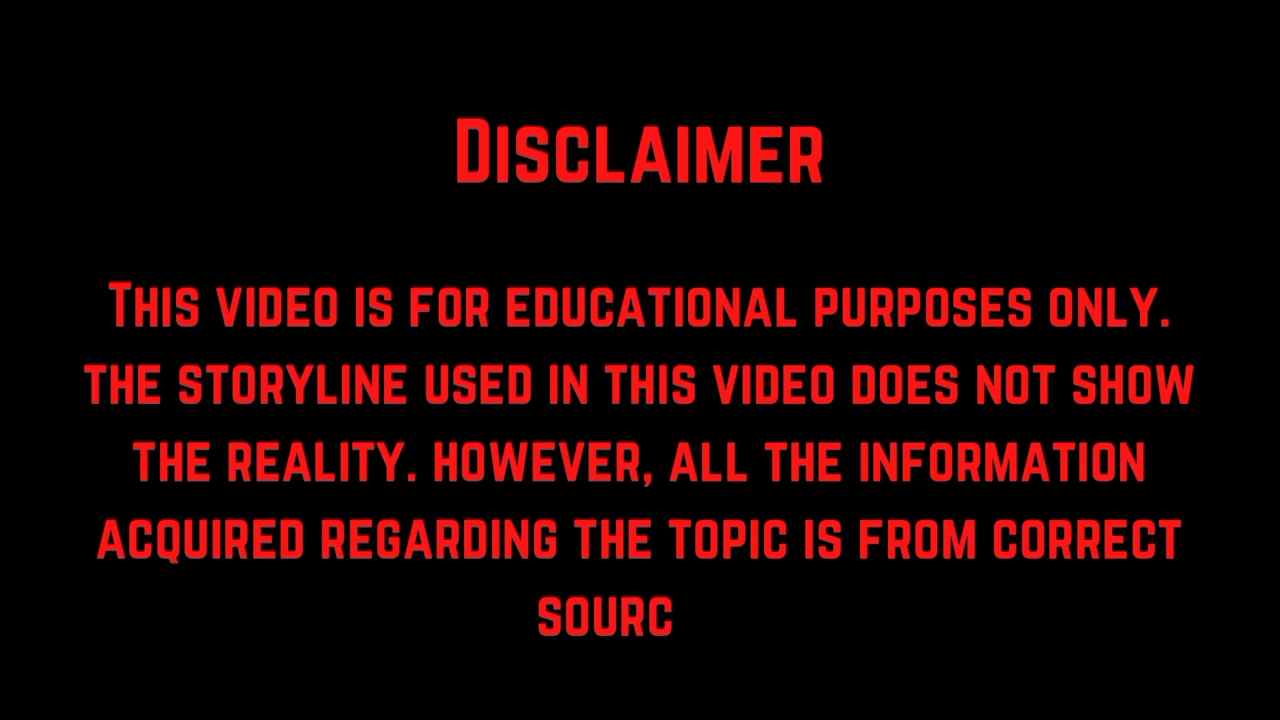 Disclaimer
This video is for educational purposes only.
the storyline used in this video does not show
the reality. However, all the information
acquired regarding the topic is from correct
sourc